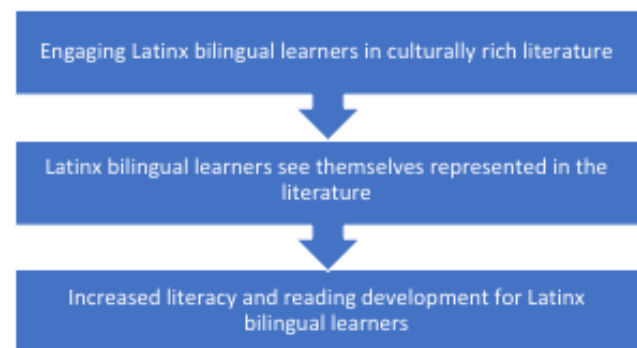 Engaging Latinx bilingual learners in culturally rich literature
Latinx bilingual learners see themselves represented in the
literature
Increased literacy and reading development for Latinx
bilingual learners